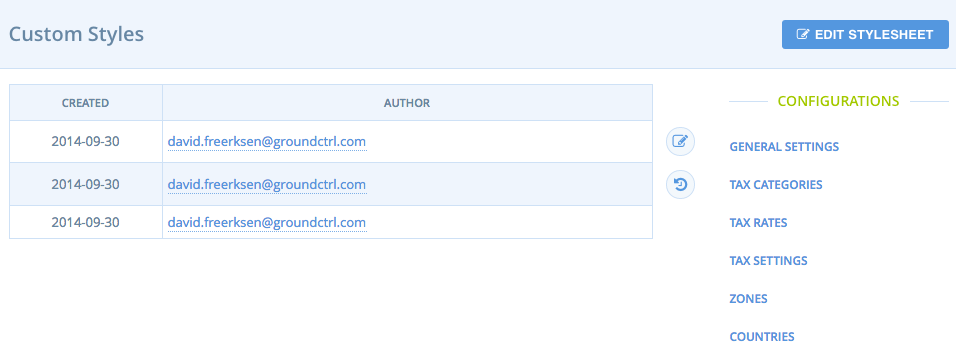 Custom Styles
EDIT STYLESHEET
CREATED AUTHOR
2014-09-30 david.freerksen@groundctrl.com
2014-09-30 david.freerksen@groundctrl.com
2014-09-30 david.freerksen@groundctrl.com
CONFIGURATIONS
GENERAL SETTINGS
TAX CATEGORIES
TAX RATES
TAX SETTINGS
ZONES
COUNTRIES